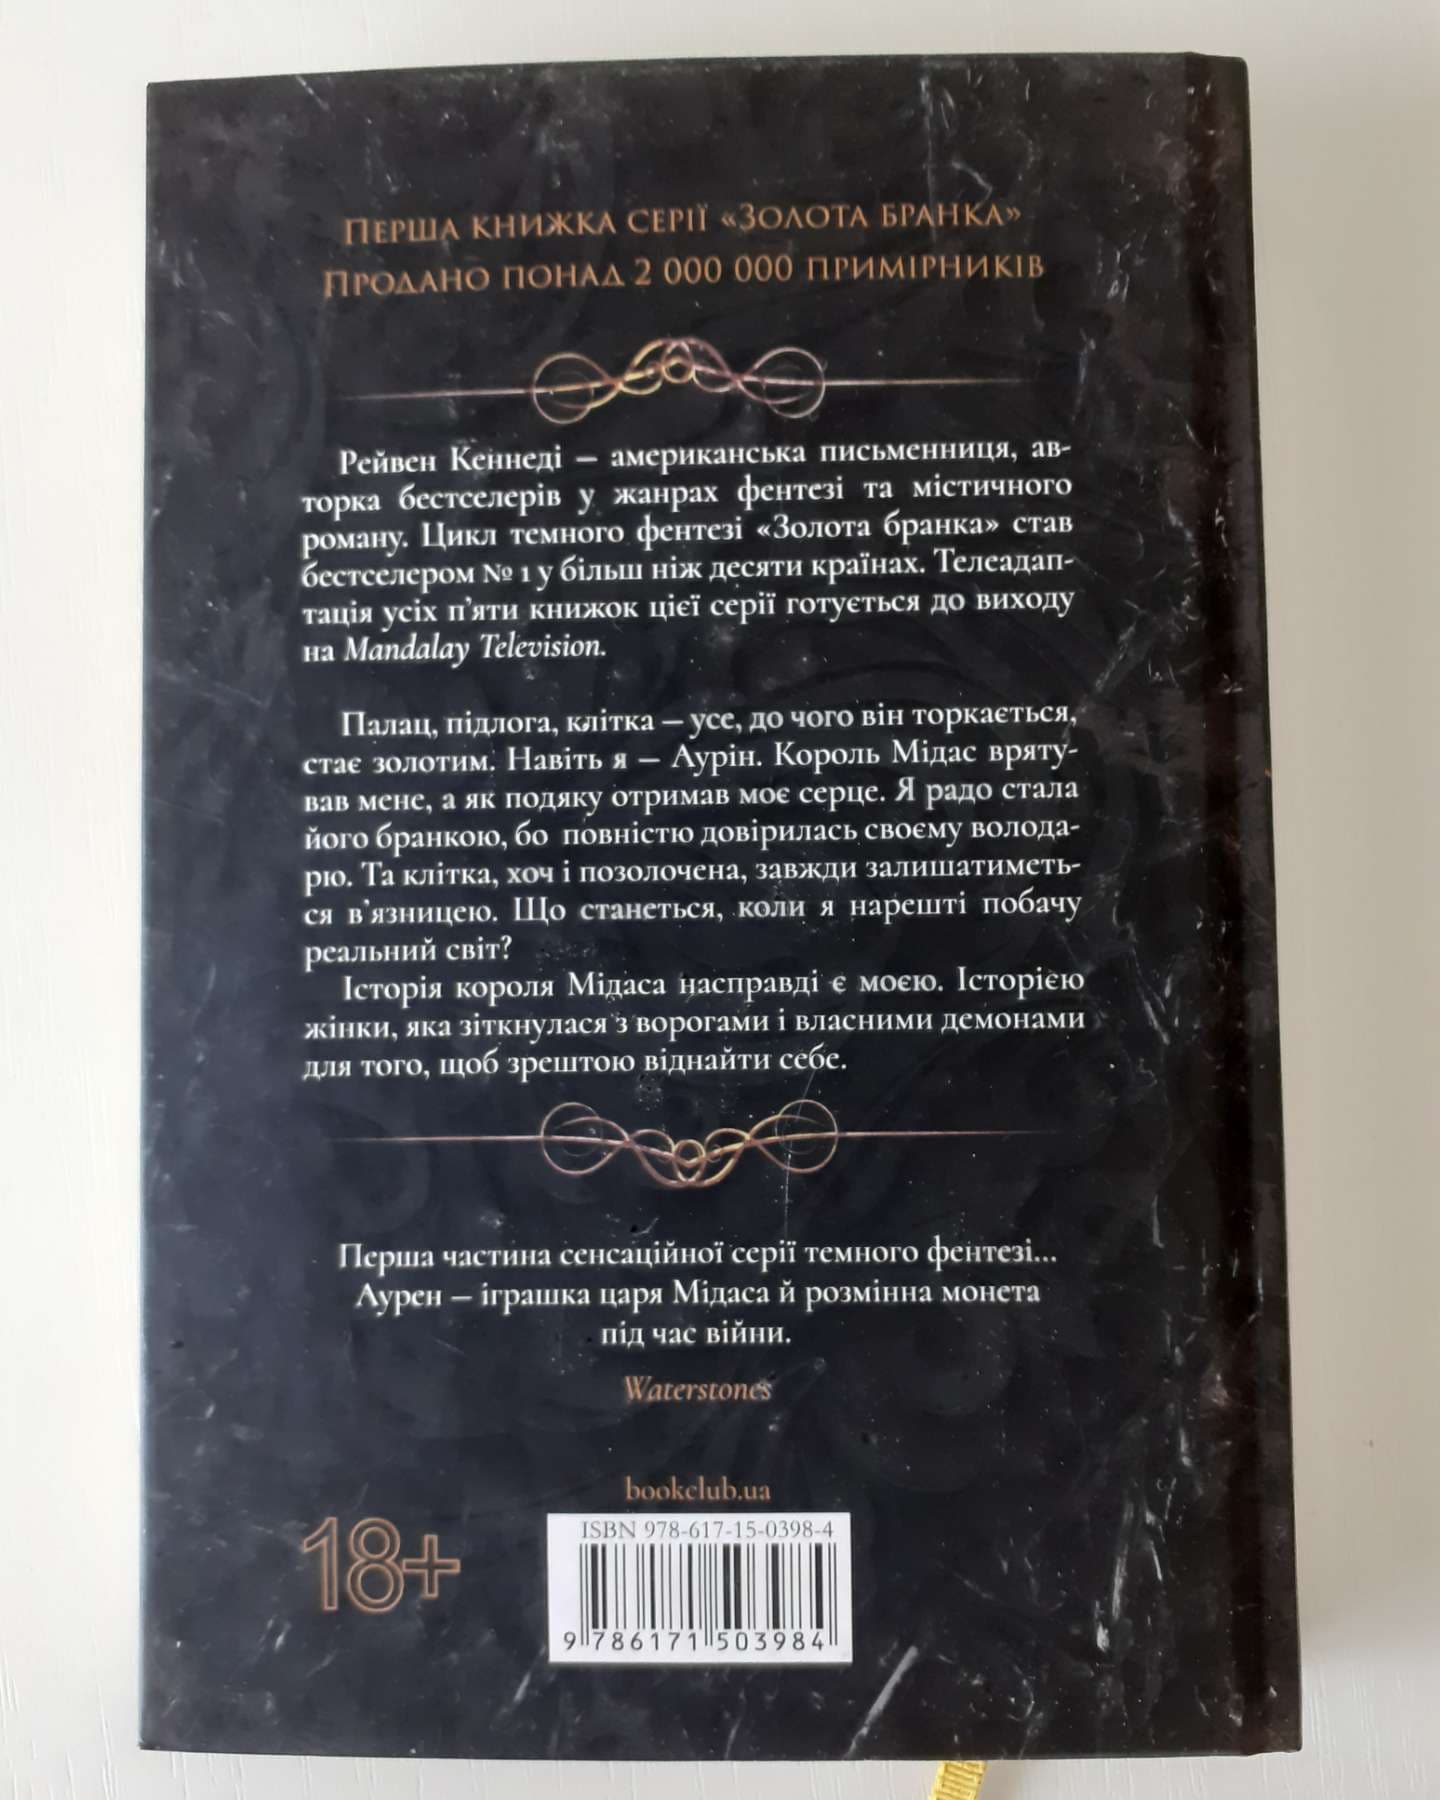 Перша книжка серії «Золота бранка»
Продано понад 2 000 000 примірників
Рейвен Кеннеді — американська письменниця, ав-
торка бестселерів у жанрах фентезі та містичного
роману. Цикл темного фентезі «Золота бранка» став
бестселером № 1 у більш ніж десяти країнах. Телеадап-
тація усіх п’яти книжок цієї серії готується до виходу
на Mandalay Television.
Палац, підлога, клітка — усе, до чого він торкається,
стає золотим. Навіть я — Аурін. Король Мідас вряту-
вав мене, а як подяку отримав моє серце. Я радо стала
його бранкою, бо повністю довірилась своєму волода-
рю. Та клітка, хоч і позолочена, завжди залишатиметь-
ся в’язницею. Що станеться, коли я нарешті побачу
реальний світ?
Історія короля Мідаса насправді є моєю. Історією
жінки, яка зіткнулася з ворогами і власними демонами
для того, щоб зрештою віднайти себе.
Перша частина сенсаційної серії темного фентезі...
Аурен — іграшка царя Мідаса й розмінна монета
під час війни.
Waterstones
bookclub.ua
18+
ISBN 978-617-15-0398-4
9 786171 503984